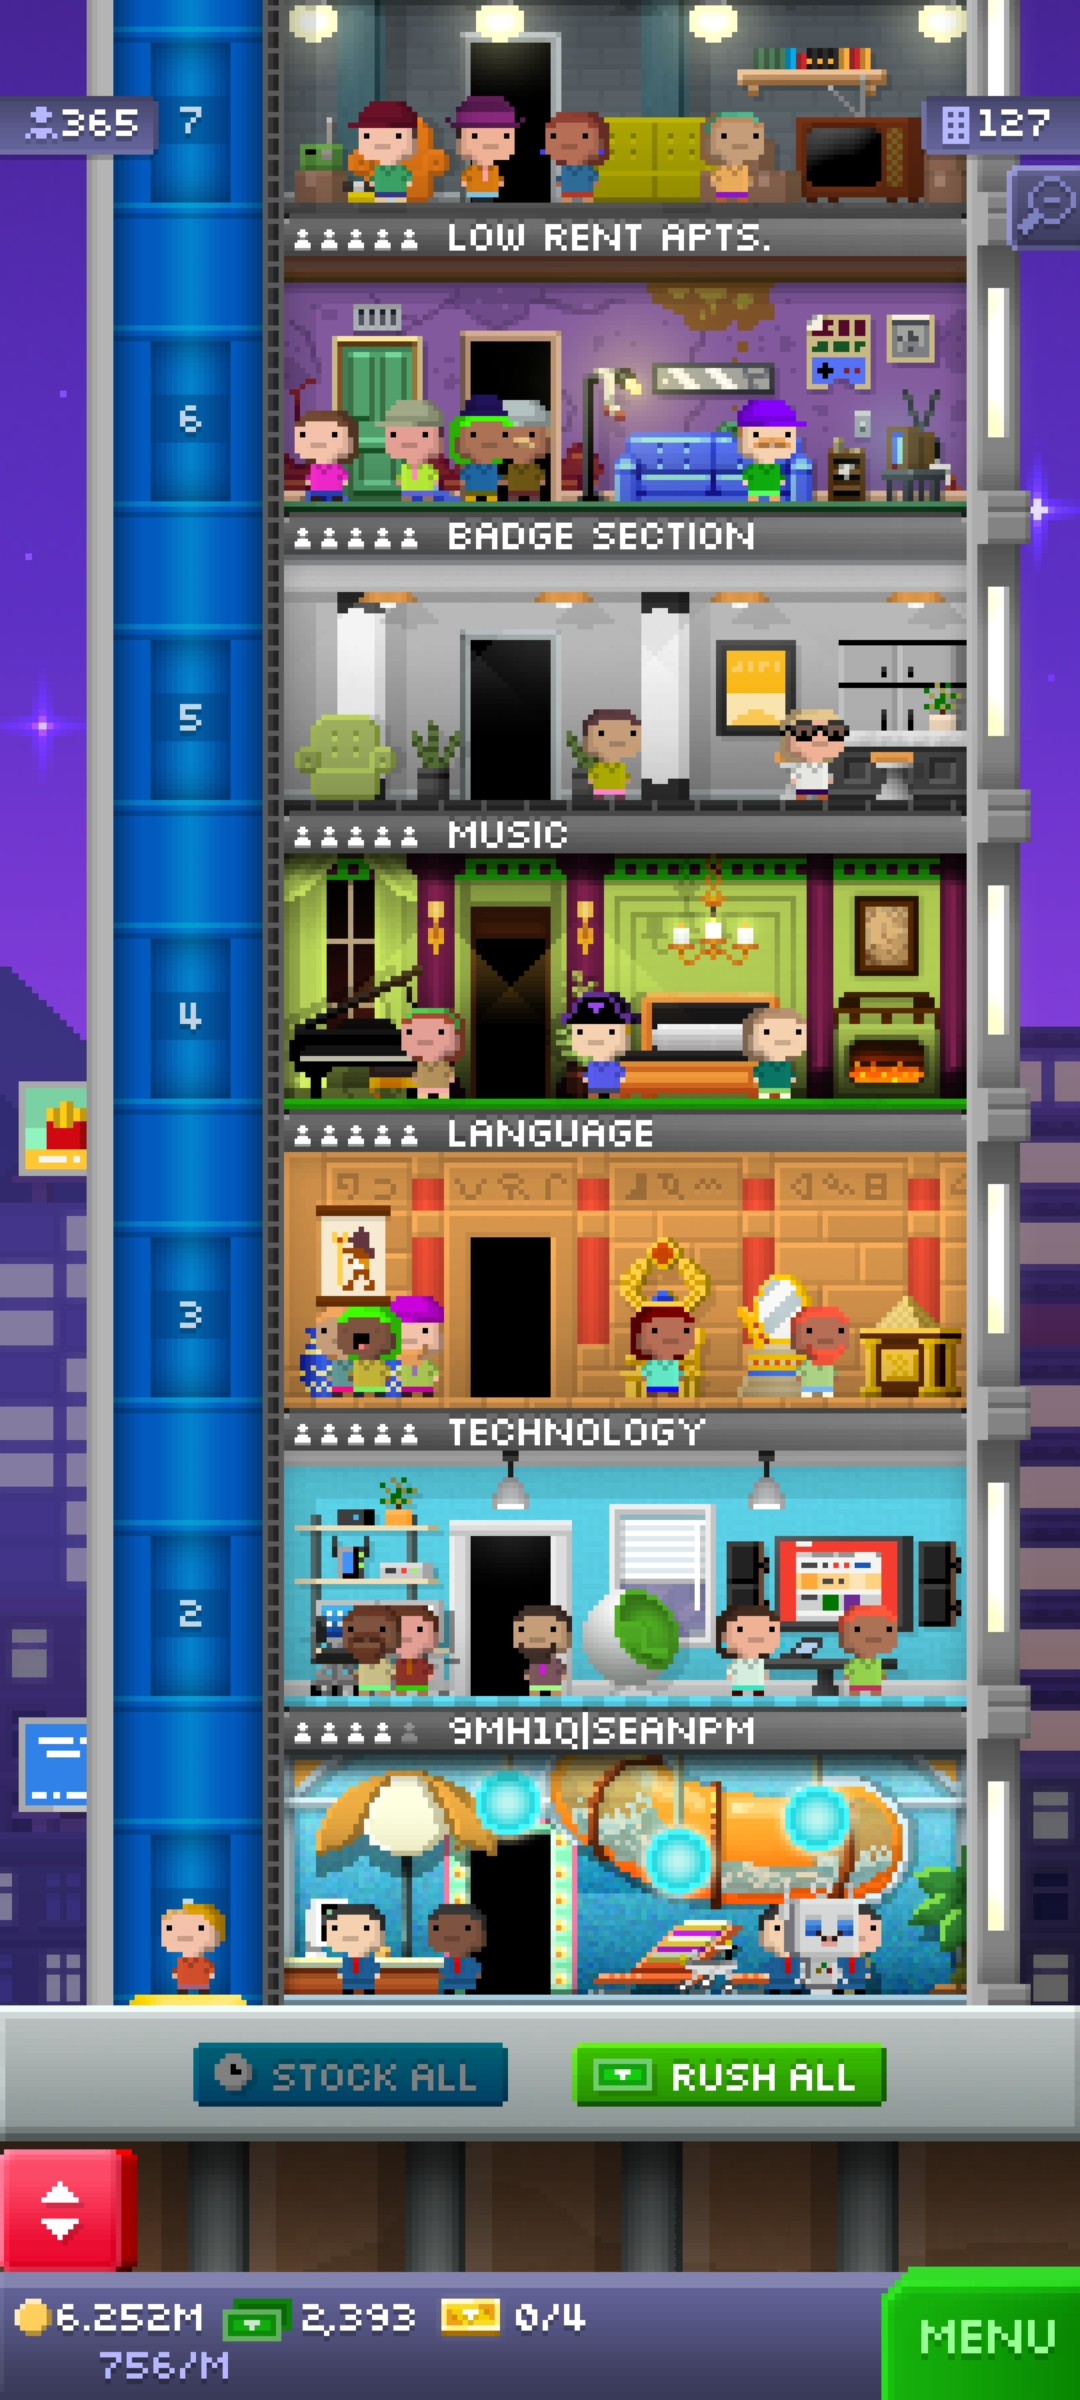 365
7
127
LOW RENT APTS.
6
BADGE SECTION
5
MUSIC
4
LANGUAGE
3
TECHNOLOGY
2
9MH1Q|SEANPM
STOCK ALL
RUSH ALL
6.252M 2,393 0/4
756/M
MENU